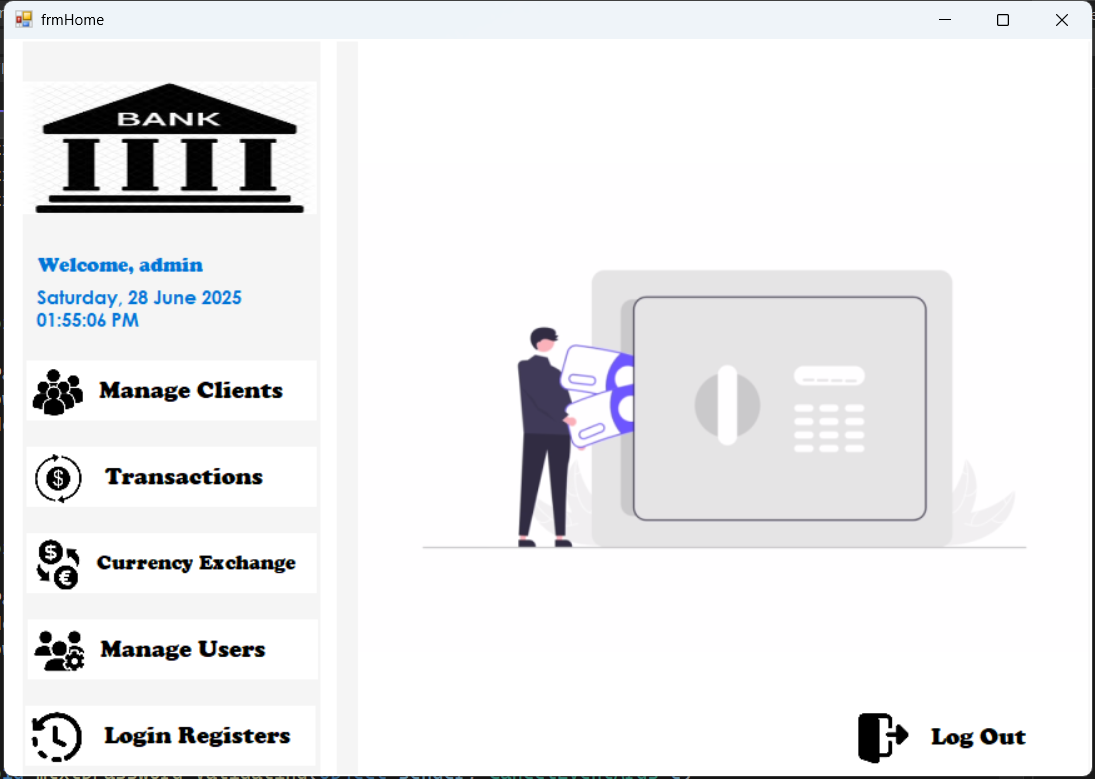 frmHome
BANK
Welcome, admin
Saturday, 28 June 2025
01:55:06 PM
Manage Clients
Transactions
Currency Exchange
Manage Users
Login Registers
Log Out